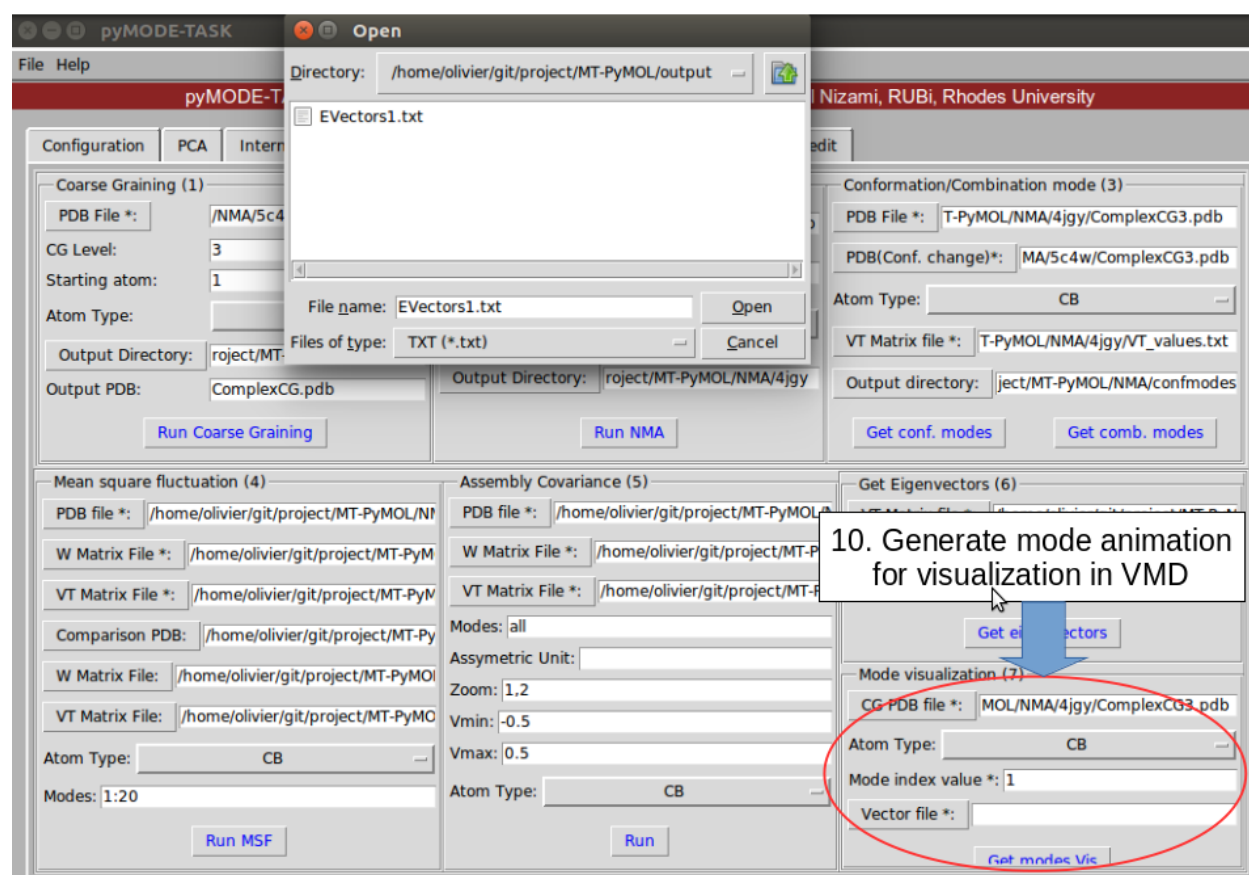 pyMODE-TASK
Open
File Help
Directory: /home/olivier/git/project/MT-PyMOL/output
EVectors1.txt
File name: EVectors1.txt
Open
Files of type: TXT (*.txt)
Cancel
pyMODE-T
Nizami, RUBi, Rhodes University
Configuration PCA Intern
edit
Coarse Graining (1)
PDB File *: /NMA/5c4
CG Level: 3
Starting atom: 1
Atom Type:
Output Directory: roject/MT-
Output PDB: ComplexCG.pdb
Run Coarse Graining
Output Directory: roject/MT-PyMOL/NMA/4jgy
Run NMA
Conformation/Combination mode (3)
PDB File *: T-PyMOL/NMA/4jgy/ComplexCG3.pdb
PDB(Conf. change)*: MA/5c4w/ComplexCG3.pdb
Atom Type: CB
VT Matrix file *: T-PyMOL/NMA/4jgy/VT_values.txt
Output directory: ject/MT-PyMOL/NMA/confmodes
Get conf. modes Get comb. modes
Mean square fluctuation (4)
PDB file *: /home/olivier/git/project/MT-PyMOL/N
W Matrix File *: /home/olivier/git/project/MT-PyM
VT Matrix File *: /home/olivier/git/project/MT-PyM
Comparison PDB: /home/olivier/git/project/MT-Py
W Matrix File: /home/olivier/git/project/MT-PyMOl
VT Matrix File: /home/olivier/git/project/MT-PyMO
Atom Type: CB
Modes: 1:20
Run MSF
Assembly Covariance (5)
PDB file *: /home/olivier/git/project/MT-PyMOL
W Matrix File *: /home/olivier/git/project/MT-P
VT Matrix File *: /home/olivier/git/project/MT-
Modes: all
Assymetric Unit:
Zoom: 1,2
Vmin: -0.5
Vmax: 0.5
Atom Type: CB
Run
Get Eigenvectors (6)
10. Generate mode animation
for visualization in VMD
Get ei ectors
Mode visualization (7)
CG PDB file *: MOL/NMA/4jgy/ComplexCG3.pdb
Atom Type: CB
Mode index value *: 1
Vector file *:
Get modes Vis